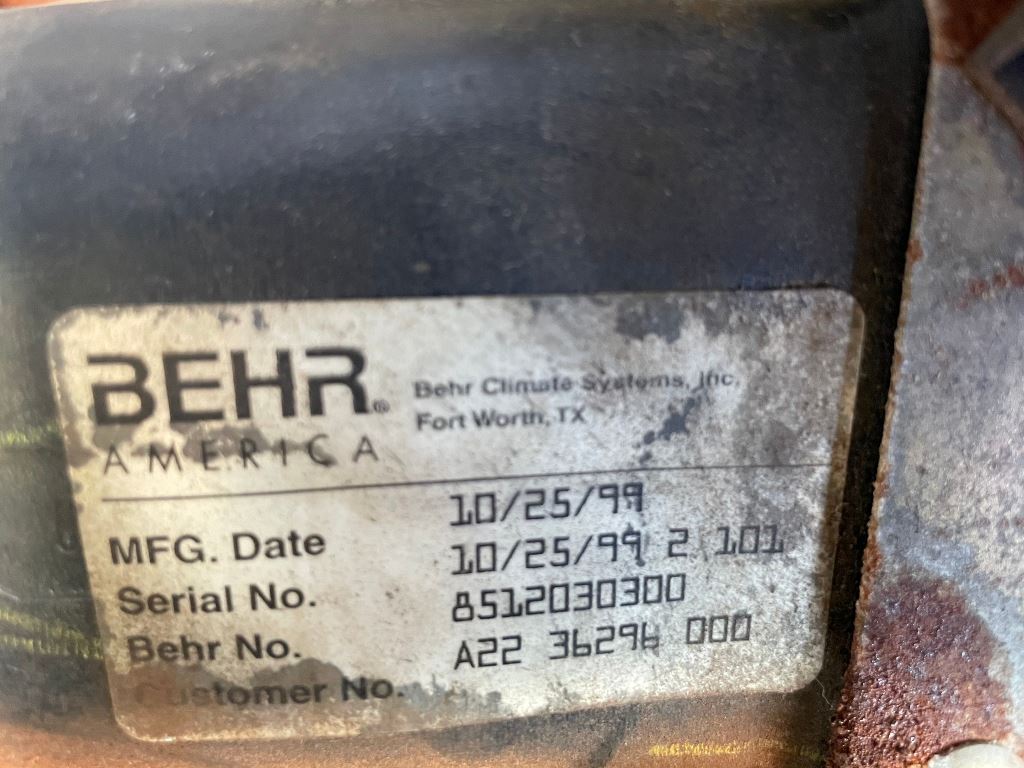 BEHR®
AMERICA
Behr Climate Systems, Inc.
Fort Worth, TX
MFG. Date 10/25/99
Serial No. 10/25/99 2 101
Behr No. 8512030300
Customer No. A22 36296 000